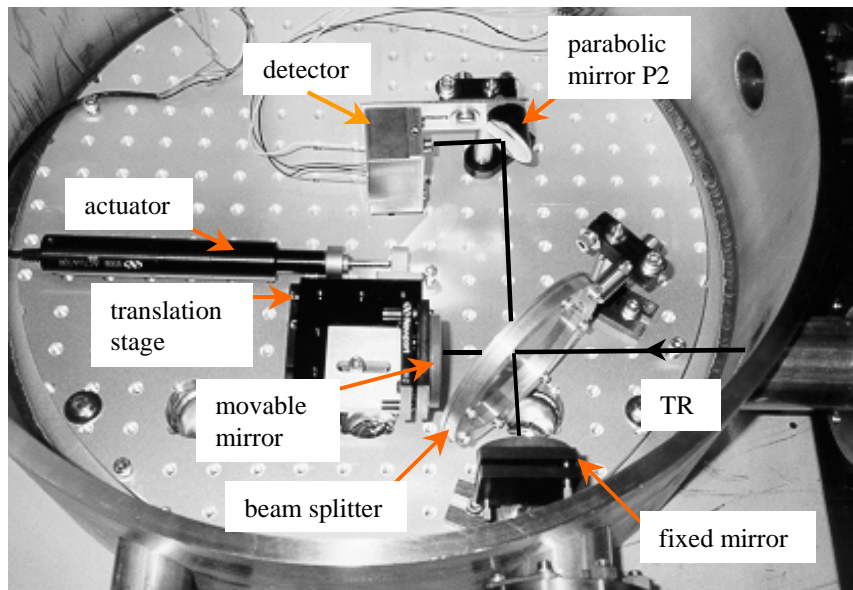 parabolic
mirror P2
detector
actuator
translation
stage
movable
mirror
TR
beam splitter
fixed mirror